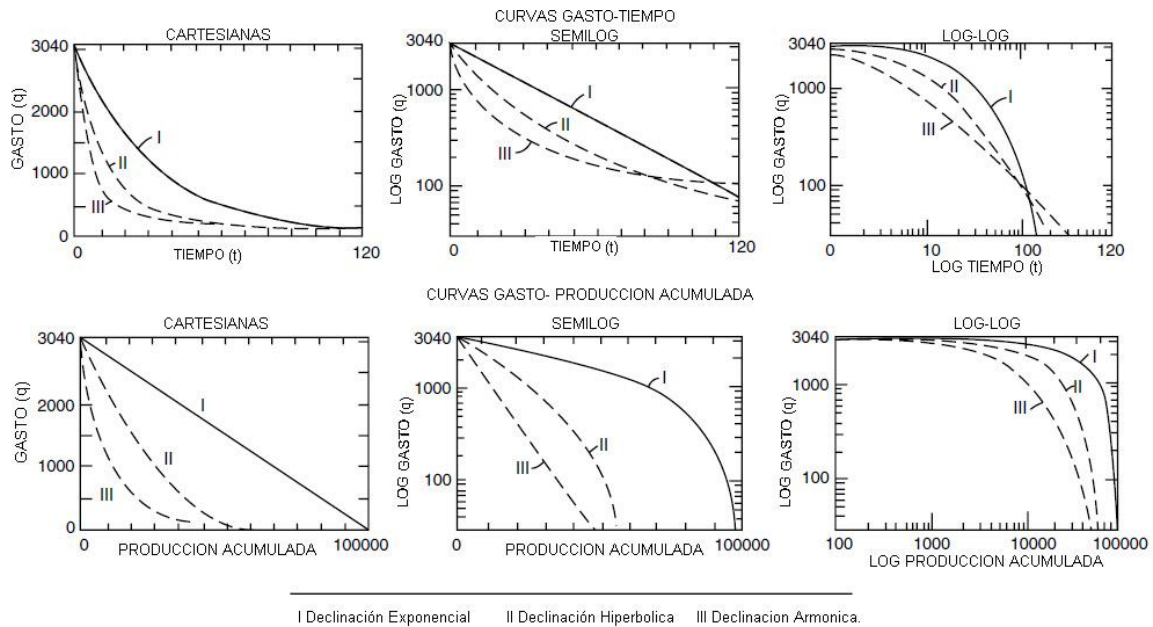 CURVAS GASTO-TIEMPO
CARTESIANAS
SEMILOG
LOG-LOG
3040
2000
1000
0
GASTO (q)
I
II
III
0
120
TIEMPO (t)
3040
1000
100
LOG GASTO (q)
I
II
III
0
120
TIEMPO (t)
3040
1000
100
LOG GASTO (q)
I
II
III
0
10
100
120
LOG TIEMPO (t)
CURVAS GASTO- PRODUCCION ACUMULADA
CARTESIANAS
SEMILOG
LOG-LOG
3040
2000
1000
0
GASTO (q)
I
II
III
0
100000
PRODUCCION ACUMULADA
3040
1000
100
LOG GASTO (q)
I
II
III
0
100000
PRODUCCION ACUMULADA
3040
1000
100
LOG GASTO (q)
I
II
III
100
1000
10000
100000
LOG PRODUCCION ACUMULADA
I Declinación Exponencial II Declinación Hiperbolica III Declinacion Armonica.